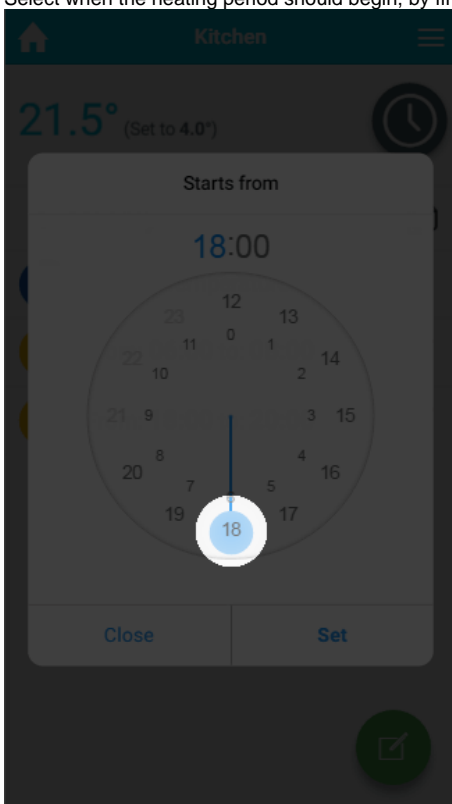 Select when the heating period should begin, by fir
Kitchen
21.5° (Set to 4.0°)
Starts from
18:00
12
23 13
11 0 1
22 14
10 2
21 9 3 15
8 4
20 16
7 5
19 17
18
Close Set